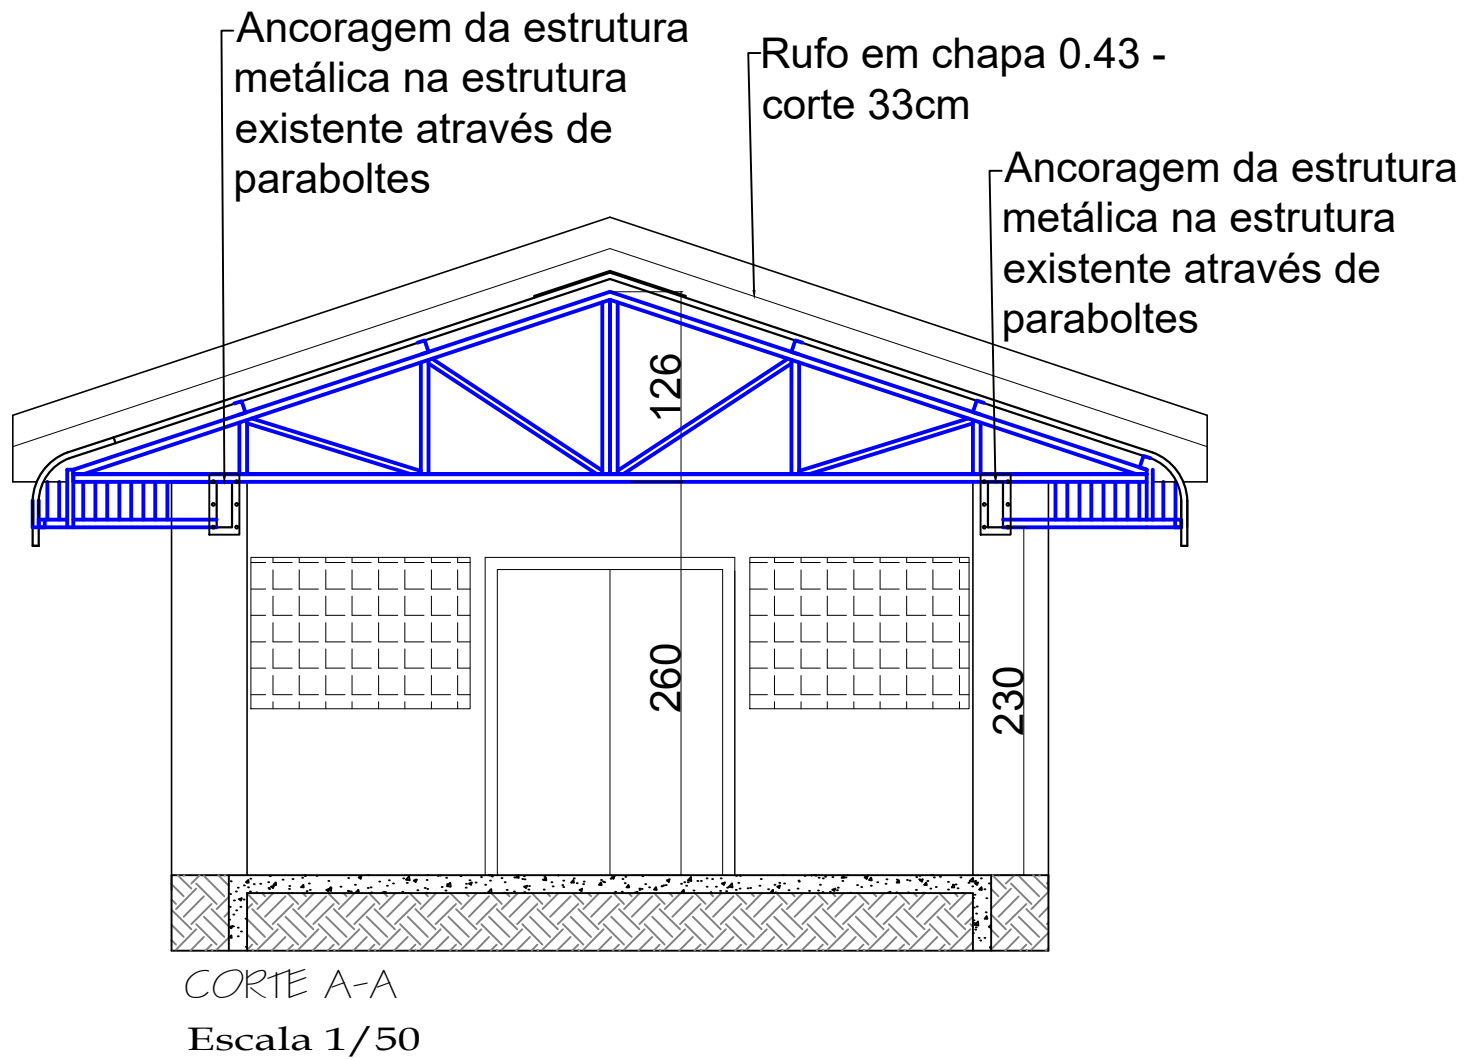 Ancoragem da estrutura
metálica na estrutura
existente através de
paraboltes
Rufo em chapa 0.43 -
corte 33cm
Ancoragem da estrutura
metálica na estrutura
existente através de
paraboltes
126
260
230
CORTE A-A
Escala 1/50